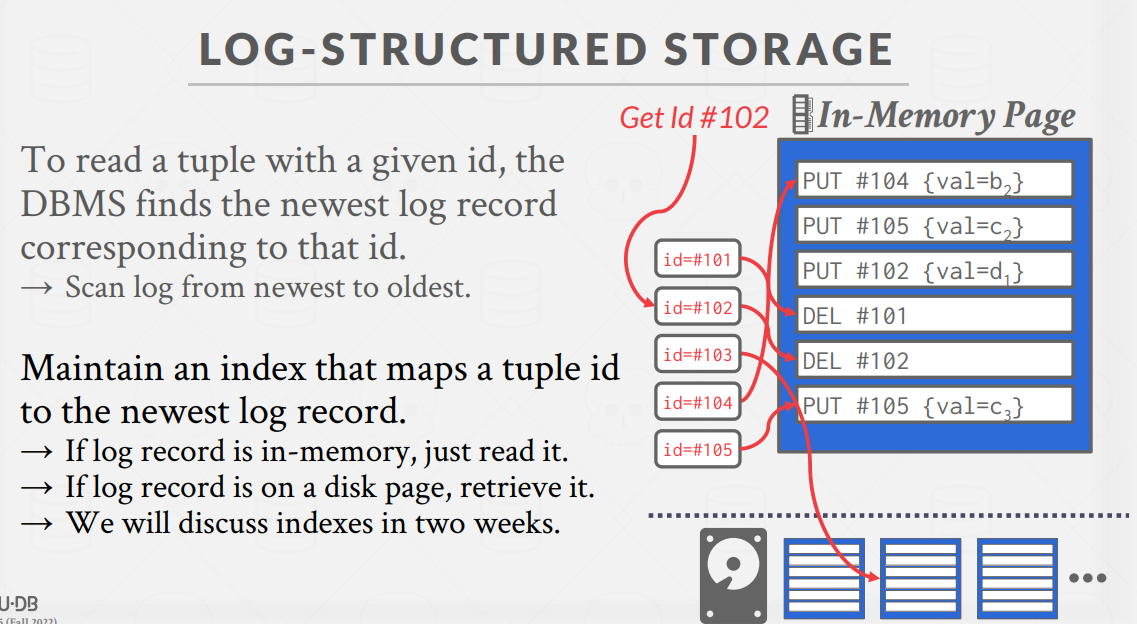 LOG-STRUCTURED STORAGE
To read a tuple with a given id, the
DBMS finds the newest log record
corresponding to that id.
→ Scan log from newest to oldest.
Maintain an index that maps a tuple id
to the newest log record.
→ If log record is in-memory, just read it.
→ If log record is on a disk page, retrieve it.
→ We will discuss indexes in two weeks.
Get Id #102
id=#101
id=#102
id=#103
id=#104
id=#105
In-Memory Page
PUT #104 {val=b₂}
PUT #105 {val=c₂}
PUT #102 {val=d₁}
DEL #101
DEL #102
PUT #105 {val=c₃}
U·DB
(Fall 2022)